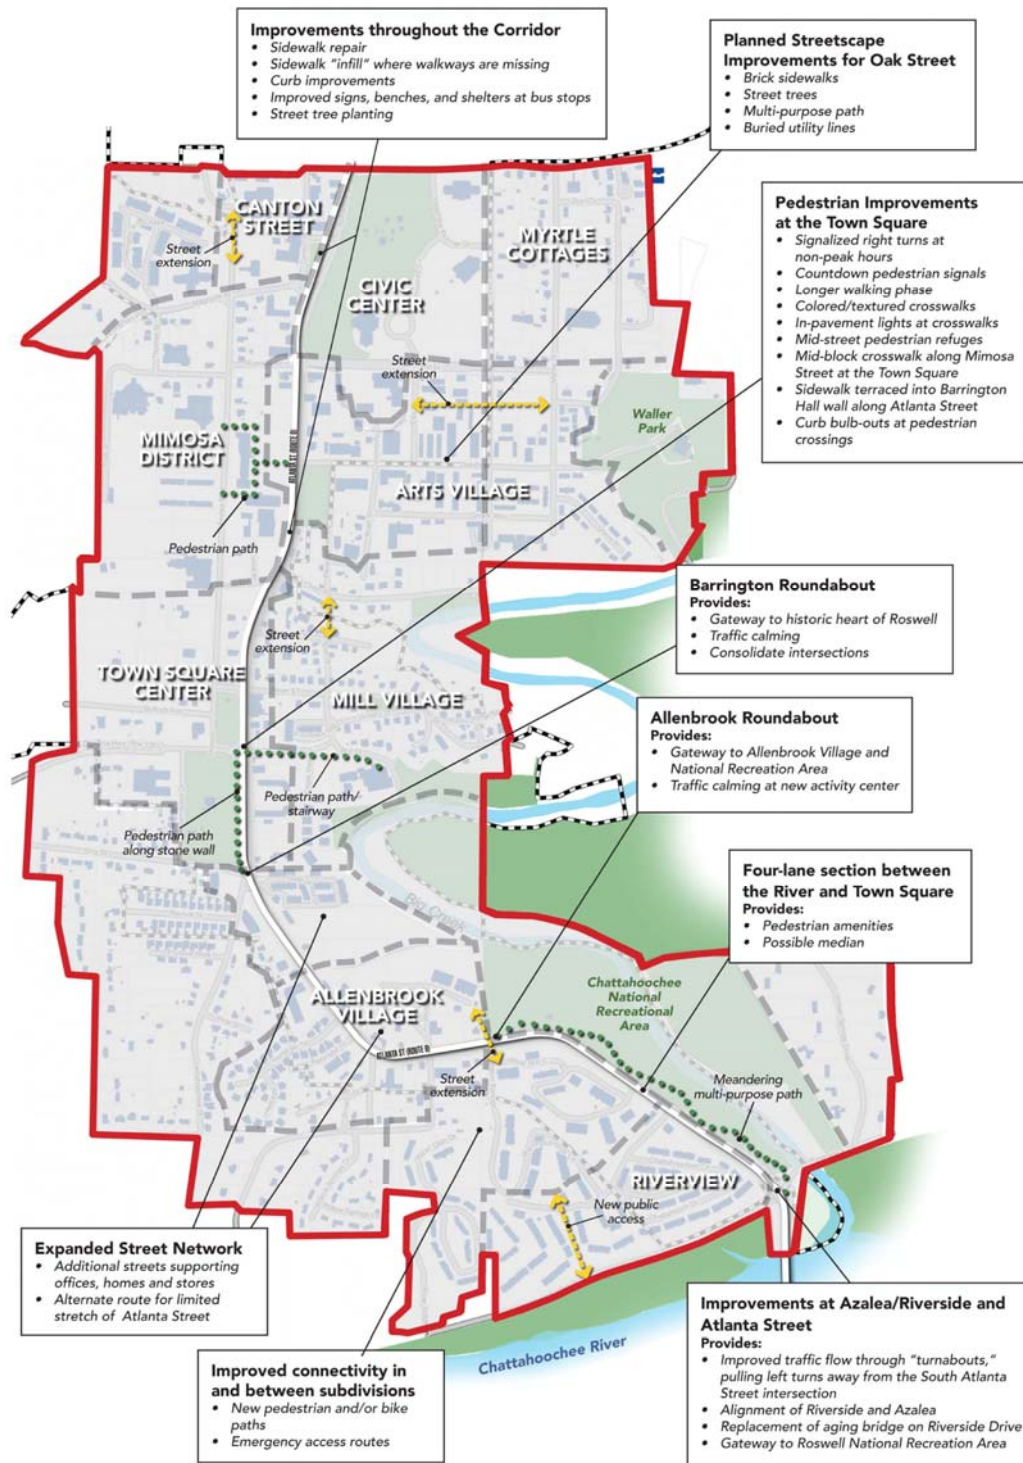 Improvements throughout the Corridor
• Sidewalk repair
• Sidewalk "infill" where walkways are missing
• Curb improvements
• Improved signs, benches, and shelters at bus stops
• Street tree planting
Planned Streetscape
Improvements for Oak Street
• Brick sidewalks
• Street trees
• Multi-purpose path
• Buried utility lines
Pedestrian Improvements
at the Town Square
• Signalized right turns at
non-peak hours
• Countdown pedestrian signals
• Longer walking phase
• Colored/textured crosswalks
• In-pavement lights at crosswalks
• Mid-street pedestrian refuges
• Mid-block crosswalk along Mimosa
Street at the Town Square
• Sidewalk terraced into Barrington
Hall wall along Atlanta Street
• Curb bulb-outs at pedestrian
crossings
CANTON
STREET
Street
extension
MYRTLE
COTTAGES
CIVIC
CENTER
Street
extension
Waller
Park
MIMOSA
DISTRICT
ATLANTA ST (ROUTE 9)
ARTS VILLAGE
Pedestrian path
Barrington Roundabout
Provides:
• Gateway to historic heart of Roswell
• Traffic calming
• Consolidate intersections
Street
extension
TOWN SQUARE
CENTER
MILL VILLAGE
Allenbrook Roundabout
Provides:
• Gateway to Allenbrook Village and
National Recreation Area
• Traffic calming at new activity center
Pedestrian path/
stairway
Pedestrian path
along stone wall
Four-lane section between
the River and Town Square
Provides:
• Pedestrian amenities
• Possible median
Big Creek
Chattahoochee
National
Recreational
Area
ALLENBROOK
VILLAGE
ATLANTA ST (ROUTE 9)
Street
extension
Meandering
multi-purpose path
RIVERVIEW
New public
access
Expanded Street Network
• Additional streets supporting
offices, homes and stores
• Alternate route for limited
stretch of Atlanta Street
Improved connectivity in
and between subdivisions
• New pedestrian and/or bike
paths
• Emergency access routes
Chattahoochee River
Improvements at Azalea/Riverside and
Atlanta Street
Provides:
• Improved traffic flow through "turnabouts,"
pulling left turns away from the South Atlanta
Street intersection
• Alignment of Riverside and Azalea
• Replacement of aging bridge on Riverside Drive
• Gateway to Roswell National Recreation Area